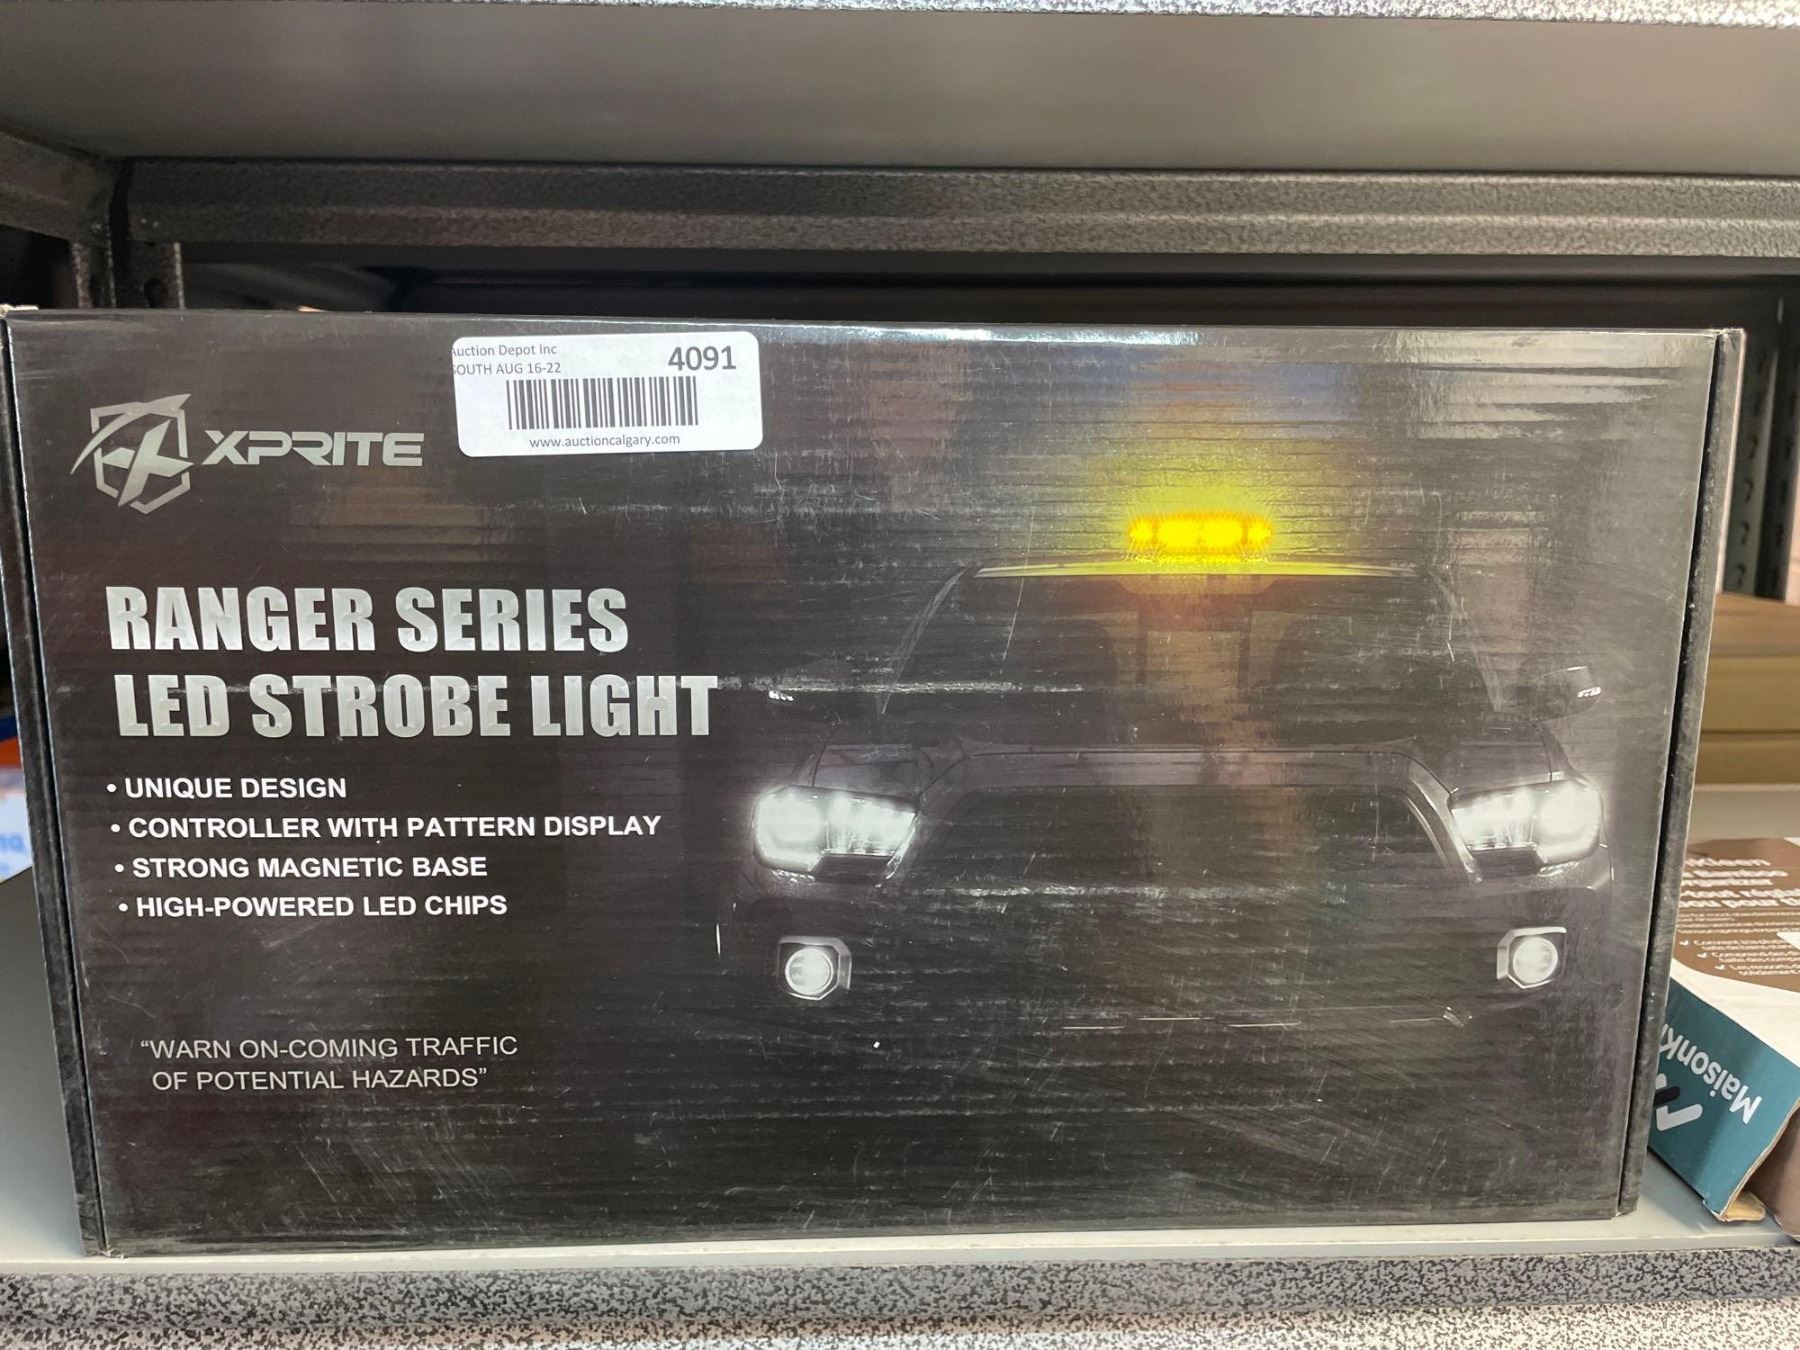 Auction Depot Inc
SOUTH AUG 16-22
4091
www.auctioncalgary.com
XPRITE
RANGER SERIES
LED STROBE LIGHT
• UNIQUE DESIGN
• CONTROLLER WITH PATTERN DISPLAY
• STRONG MAGNETIC BASE
• HIGH-POWERED LED CHIPS
“WARN ON-COMING TRAFFIC
OF POTENTIAL HAZARDS”